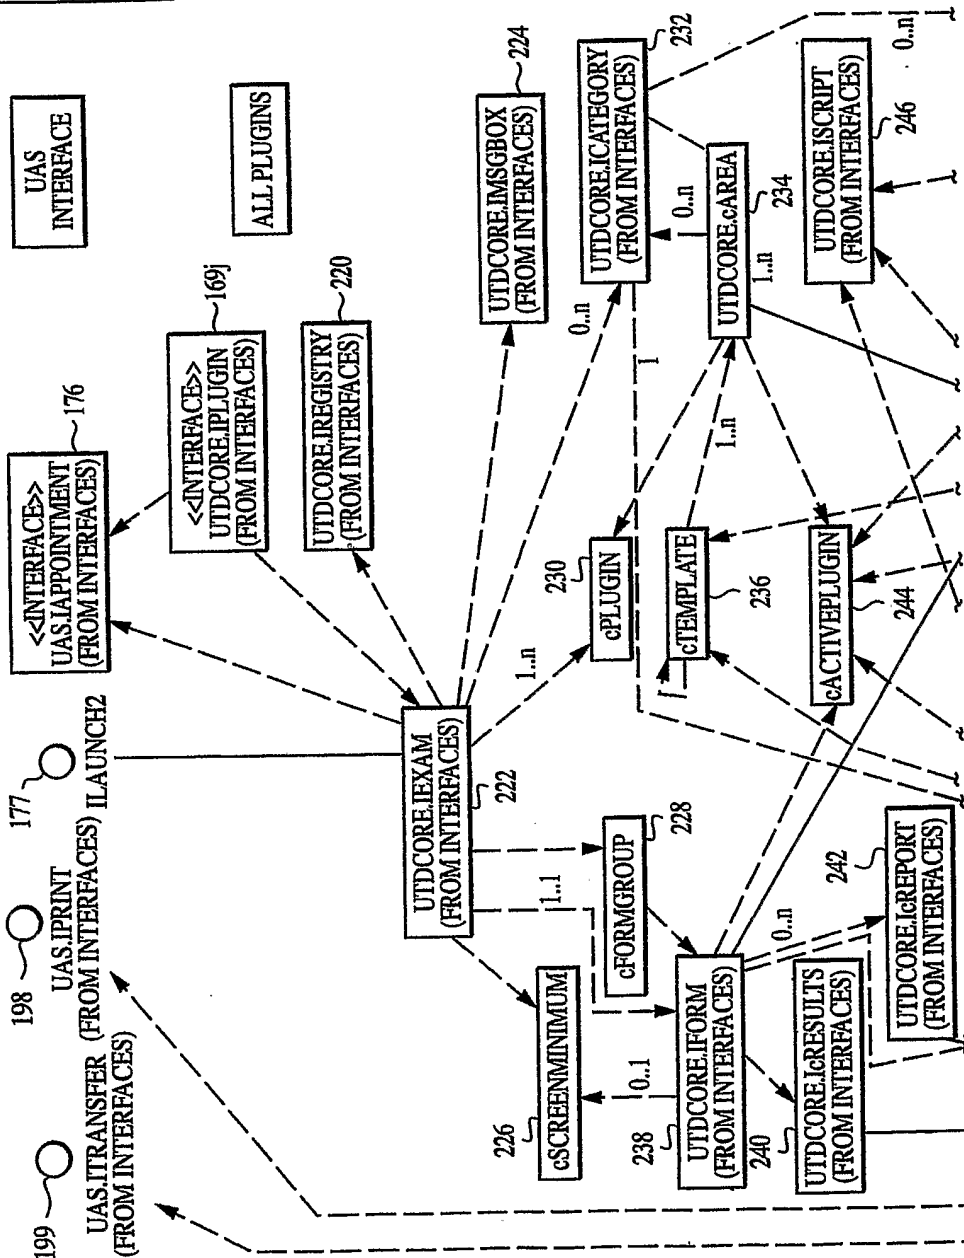 UAS
INTERFACE
ALL PLUGINS
176
<<INTERFACE>>
UAS.IAPPOINTMENT
(FROM INTERFACES)
169j
<<INTERFACE>>
UTDCORE.IPLUGIN
(FROM INTERFACES)
220
UTDCORE.IREGISTRY
(FROM INTERFACES)
224
UTDCORE.IMSGBOX
(FROM INTERFACES)
232
UTDCORE.ICATEGORY
(FROM INTERFACES)
0..n
0..n
0..n
UTDCORE.cAREA
234
1..n
246
UTDCORE.ISCRIPT
(FROM INTERFACES)
1
1..n
177
ILAUNCH2
198
UAS.IPRINT
(FROM INTERFACES)
199
UAS.ITRANSFER
(FROM INTERFACES)
UTDCORE.IEXAM
(FROM INTERFACES)
222
1..n
230
cPLUGIN
cTEMPLATE
236
cACTIVEPLUGIN
244
228
cFORMGROUP
1..1
226
cSCREENMINIMUM
0..1
238
UTDCORE.IFORM
(FROM INTERFACES)
0..n
240
UTDCORE.IcRESULTS
(FROM INTERFACES)
242
UTDCORE.IcREPORT
(FROM INTERFACES)